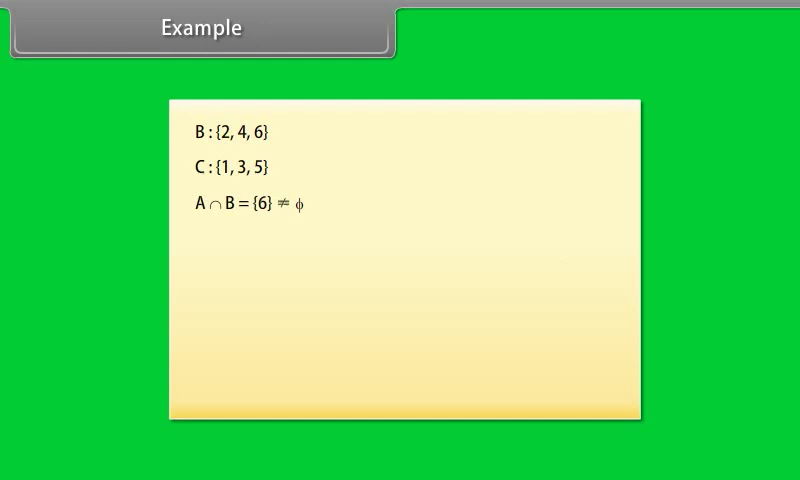 Example
B : {2, 4, 6}
C : {1, 3, 5}
A ∩ B = {6} ≠ ϕ